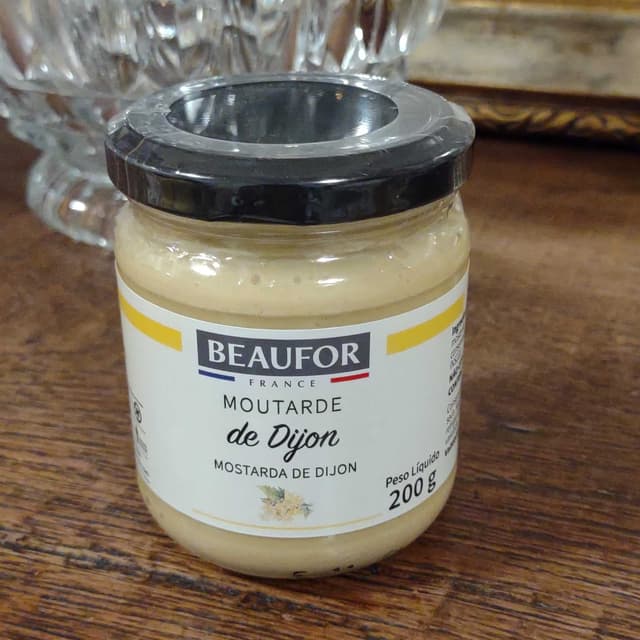 BEAUFOR
FRANCE
MOUTARDE
de Dijon
MOSTARDA DE DIJON
Peso Líquido
200 g